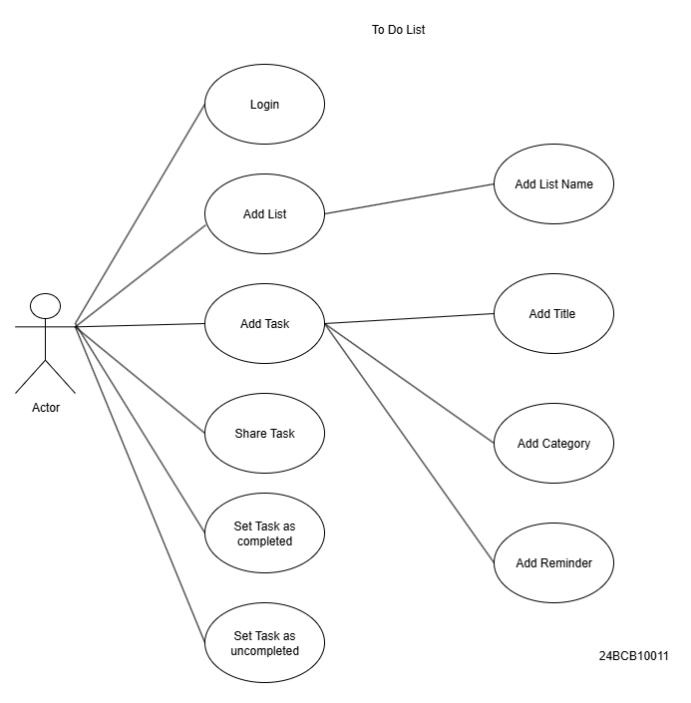 To Do List
Login
Add List
Add List Name
Add Task
Add Title
Actor
Share Task
Add Category
Set Task as
completed
Add Reminder
Set Task as
uncompleted
24BCB10011